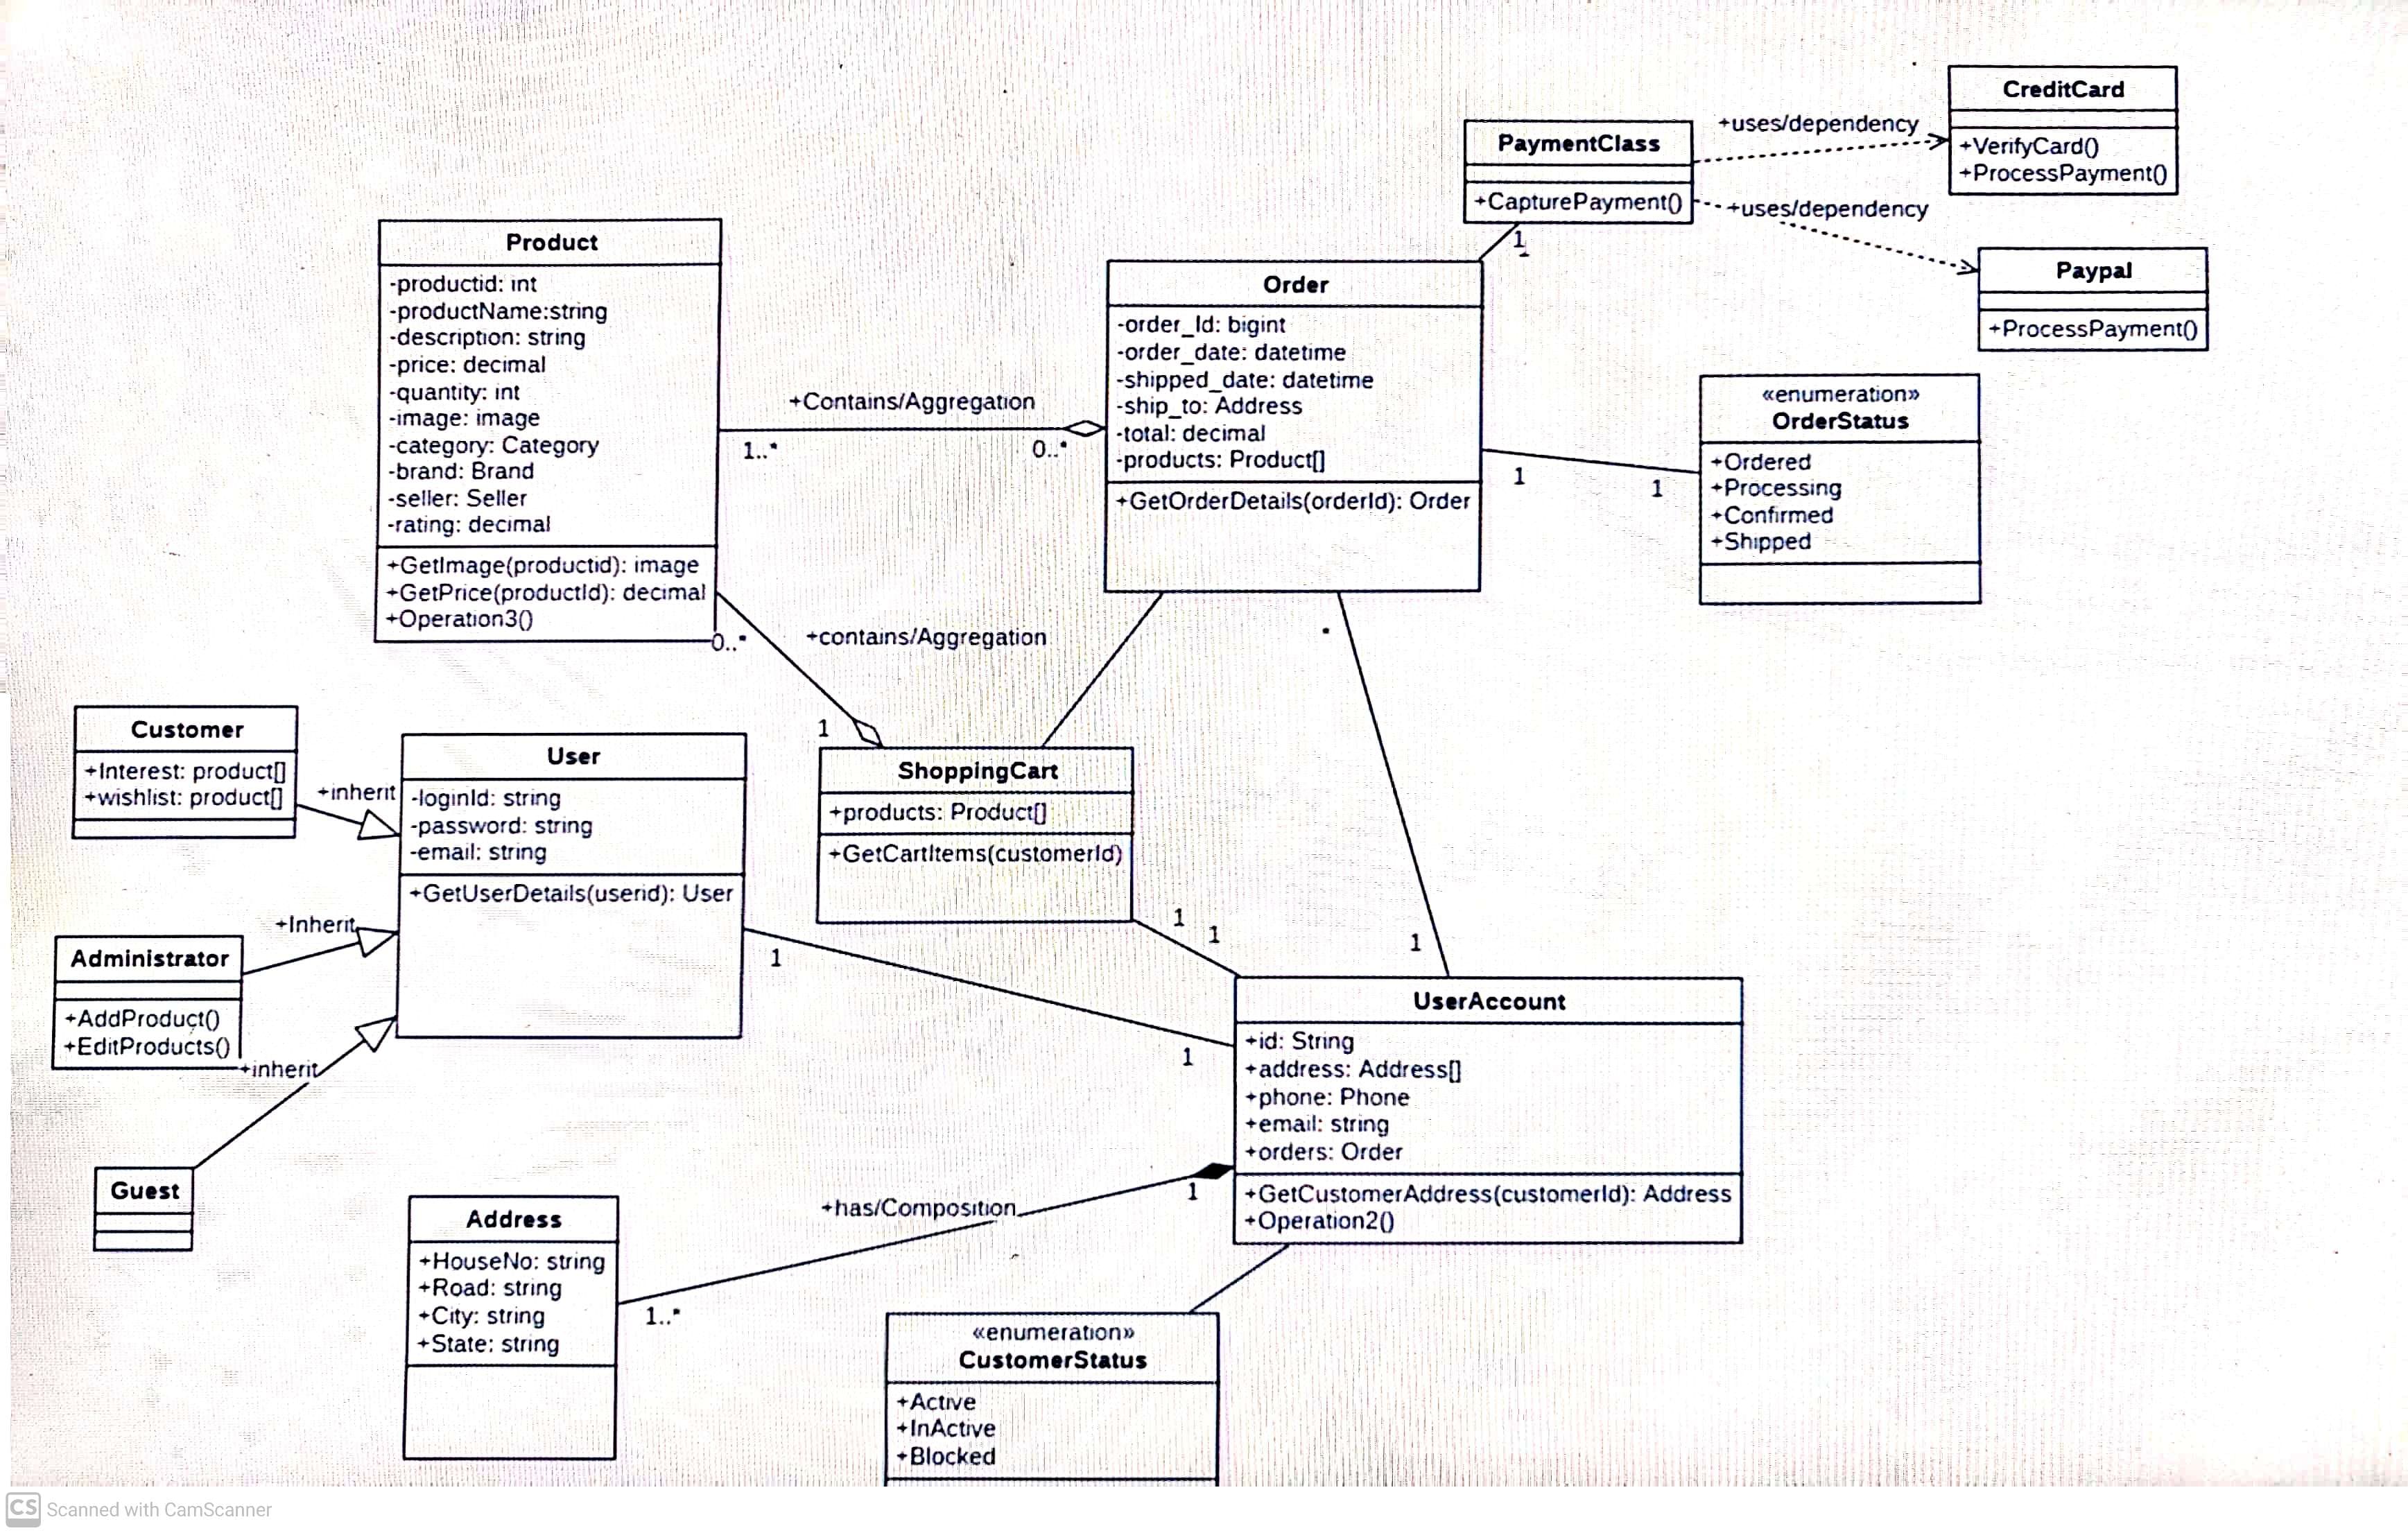 CreditCard
+VerifyCard()
+ProcessPayment()
+uses/dependency
PaymentClass
+CapturePayment()
+uses/dependency
1
Paypal
+ProcessPayment()
Product
-productid: int
-productName:string
-description: string
-price: decimal
-quantity: int
-image: image
-category: Category
-brand: Brand
-seller: Seller
-rating: decimal
+GetImage(productid): image
+GetPrice(productId): decimal
+Operation3()
+Contains/Aggregation
1..*
0..*
Order
-order_Id: bigint
-order_date: datetime
-shipped_date: datetime
-ship_to: Address
-total: decimal
-products: Product[]
+GetOrderDetails(orderId): Order
1
1
«enumeration»
OrderStatus
+Ordered
+Processing
+Confirmed
+Shipped
0..*
+contains/Aggregation
1
*
Customer
+Interest: product[]
+wishlist: product[]
+inherit
User
-loginId: string
-password: string
-email: string
+GetUserDetails(userid): User
ShoppingCart
+products: Product[]
+GetCartItems(customerId)
1
1
1
+Inherit
Administrator
+AddProduct()
+EditProducts()
+inherit
1
1
UserAccount
+id: String
+address: Address[]
+phone: Phone
+email: string
+orders: Order
+GetCustomerAddress(customerId): Address
+Operation2()
Guest
Address
+HouseNo: string
+Road: string
+City: string
+State: string
+has/Composition
1
1..*
«enumeration»
CustomerStatus
+Active
+InActive
+Blocked
CS Scanned with CamScanner